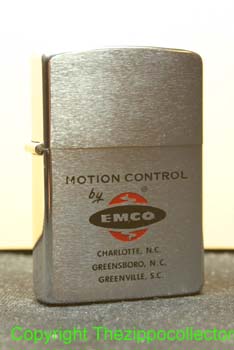 MOTION CONTROL
by ®
EMCO
CHARLOTTE, N.C.
GREENSBORO, N.C.
GREENVILLE, S.C.
Copyright Thezippocollector